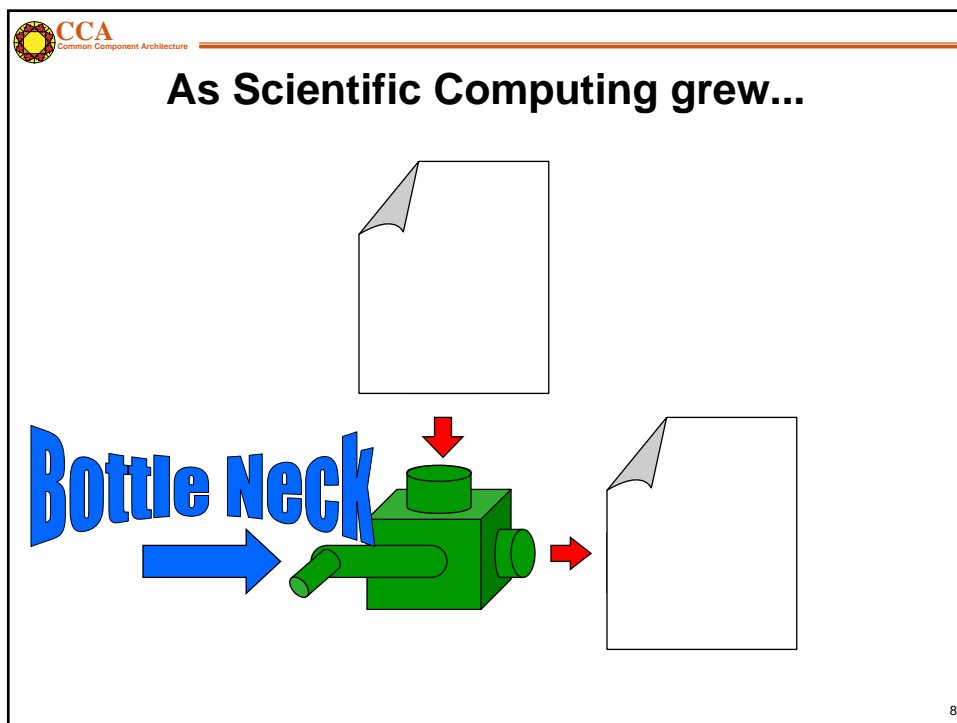 CCA
Common Component Architecture
As Scientific Computing grew...
Bottle Neck
8